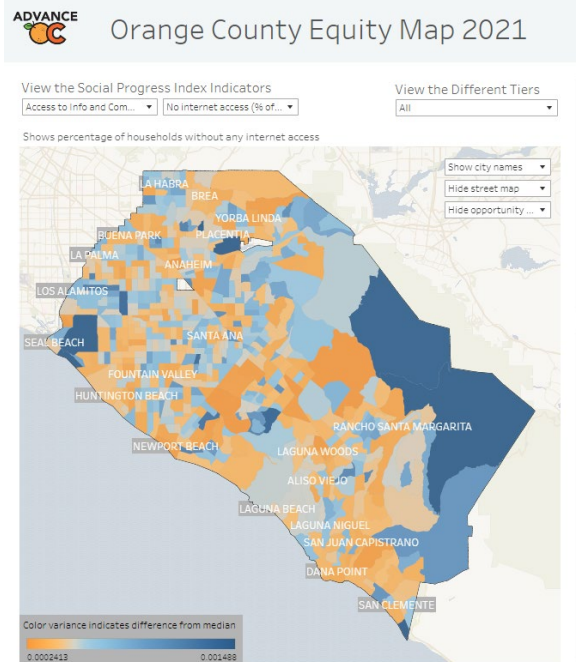 ADVANCE
OC
Orange County Equity Map 2021
View the Social Progress Index Indicators
View the Different Tiers
Access to Info and Com...
No internet access (% of...
All
Shows percentage of households without any internet access
Show city names
Hide street map
Hide opportunity ...
LA HABRA
BREA
YORBA LINDA
BUENA PARK
PLACENTIA
LA PALMA
ANAHEIM
LOS ALAMITOS
SANTA ANA
SEAL BEACH
FOUNTAIN VALLEY
HUNTINGTON BEACH
RANCHO SANTA MARGARITA
NEWPORT BEACH
LAGUNA WOODS
ALISO VIEJO
LAGUNA BEACH
LAGUNA NIGUEL
SAN JUAN CAPISTRANO
DANA POINT
SAN CLEMENTE
Color variance indicates difference from median
0.0002413
0.001488